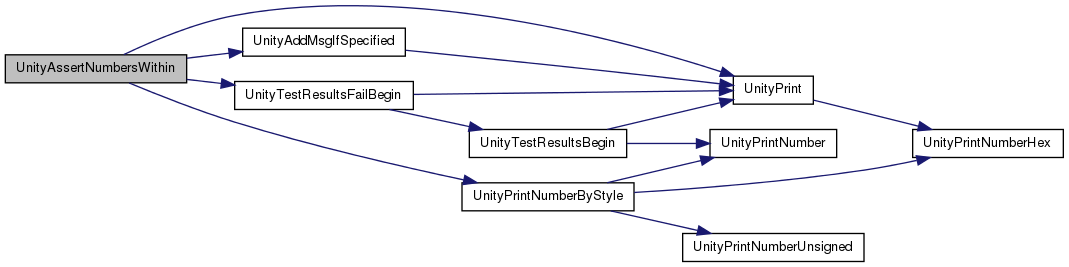 UnityAssertNumbersWithin
UnityAddMsgIfSpecified
UnityTestResultsFailBegin
UnityPrint
UnityTestResultsBegin
UnityPrintNumber
UnityPrintNumberHex
UnityPrintNumberByStyle
UnityPrintNumberUnsigned